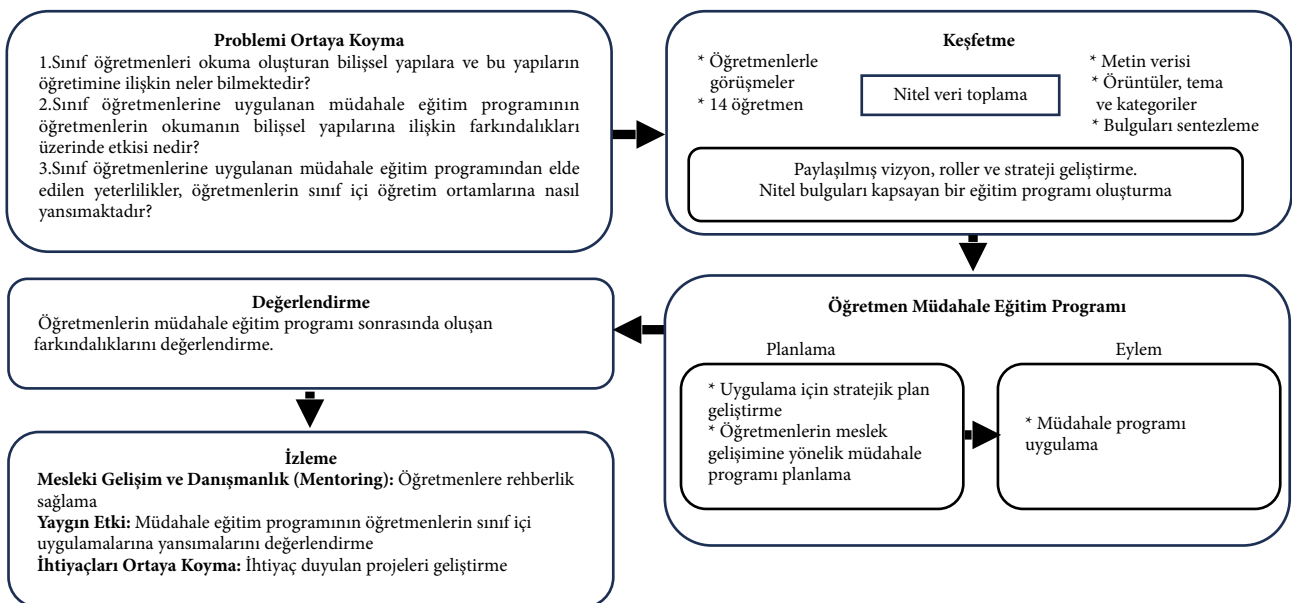 Problemi Ortaya Koyma
1.Sınıf öğretmenleri okuma oluşturan bilişsel yapılara ve bu yapıların
öğretimine ilişkin neler bilmektedir?
2.Sınıf öğretmenlerine uygulanan müdahale eğitim programının
öğretmenlerin okumanın bilişsel yapılarına ilişkin farkındalıkları
üzerinde etkisi nedir?
3.Sınıf öğretmenlerine uygulanan müdahale eğitim programından elde
edilen yeterlilikler, öğretmenlerin sınıf içi öğretim ortamlarına nasıl
yansımaktadır?
Keşfetme
* Öğretmenlerle
görüşmeler
* 14 öğretmen
Nitel veri toplama
* Metin verisi
* Örüntüler, tema
ve kategoriler
* Bulguları sentezleme
Paylaşılmış vizyon, roller ve strateji geliştirme.
Nitel bulguları kapsayan bir eğitim programı oluşturma
Öğretmen Müdahale Eğitim Programı
Planlama
* Uygulama için stratejik plan
geliştirme
* Öğretmenlerin meslek
gelişimine yönelik müdahale
programı planlama
Eylem
* Müdahale programı
uygulama
Değerlendirme
Öğretmenlerin müdahale eğitim programı sonrasında oluşan
farkındalıklarını değerlendirme.
İzleme
Mesleki Gelişim ve Danışmanlık (Mentoring): Öğretmenlere rehberlik
sağlama
Yaygın Etki: Müdahale eğitim programının öğretmenlerin sınıf içi
uygulamalarına yansımalarını değerlendirme
İhtiyaçları Ortaya Koyma: İhtiyaç duyulan projeleri geliştirme